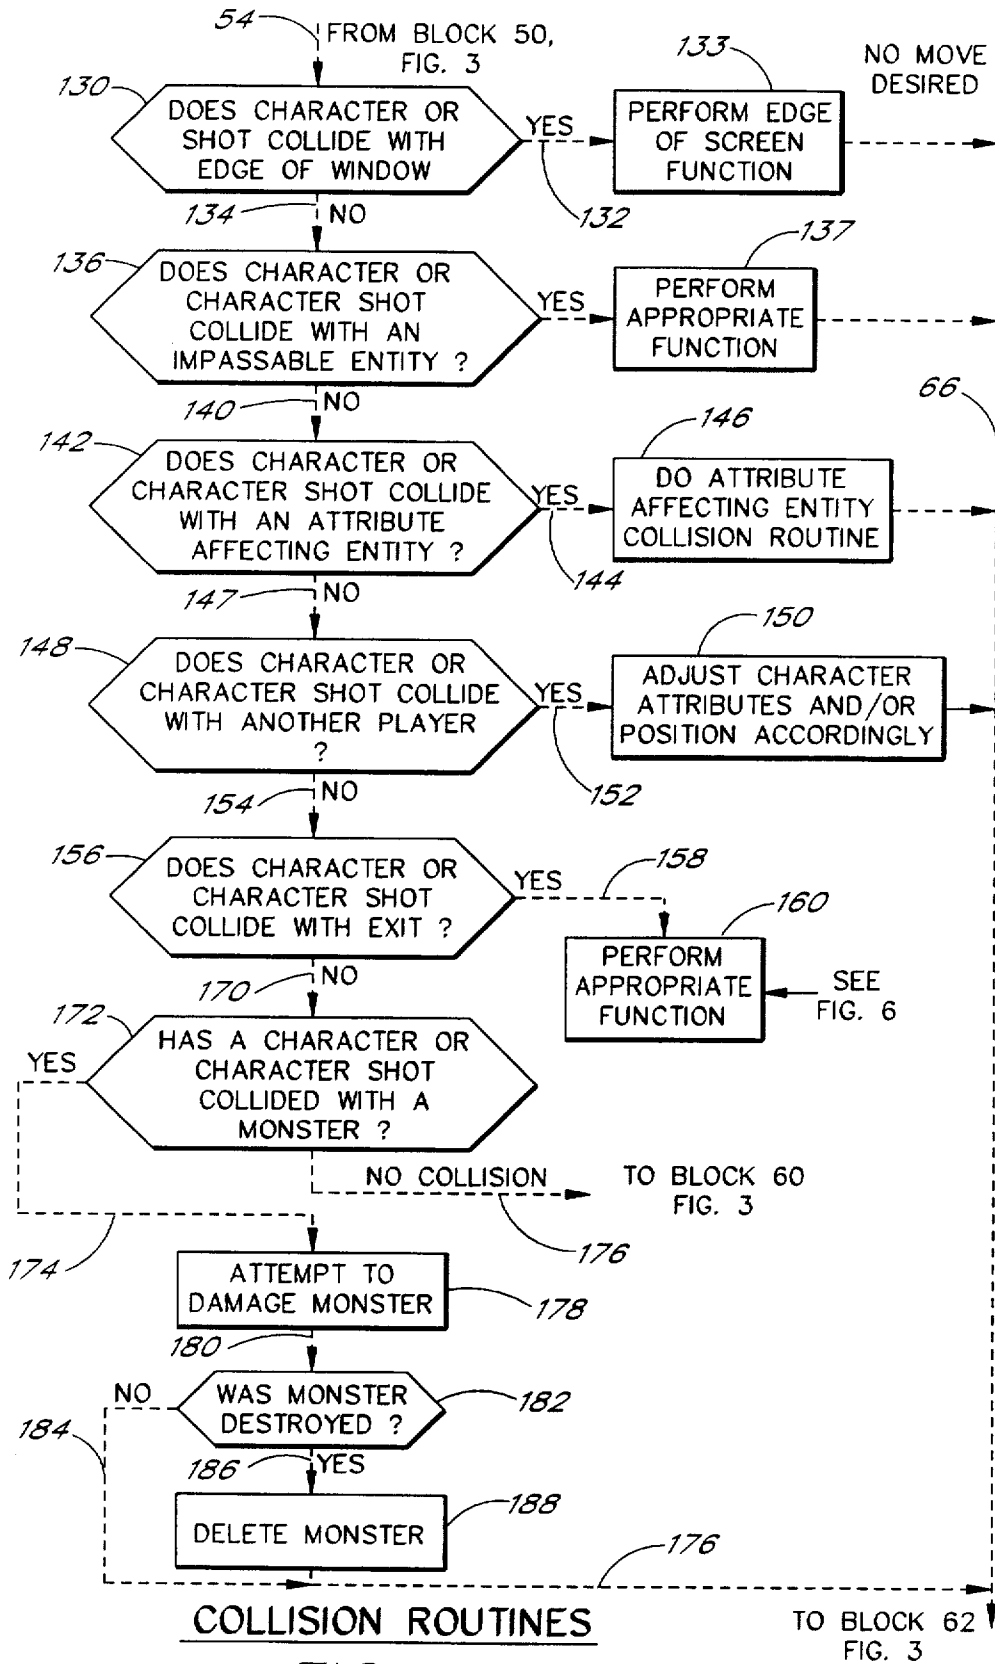 54
FROM BLOCK 50,
FIG. 3
133
NO MOVE
DESIRED
130
DOES CHARACTER OR
SHOT COLLIDE WITH
EDGE OF WINDOW
YES
132
PERFORM EDGE
OF SCREEN
FUNCTION
134
NO
136
DOES CHARACTER OR
CHARACTER SHOT
COLLIDE WITH AN
IMPASSABLE ENTITY ?
YES
137
PERFORM
APPROPRIATE
FUNCTION
140
NO
66
142
DOES CHARACTER OR
CHARACTER SHOT COLLIDE
WITH AN ATTRIBUTE
AFFECTING ENTITY ?
YES
144
146
DO ATTRIBUTE
AFFECTING ENTITY
COLLISION ROUTINE
147
NO
148
DOES CHARACTER OR
CHARACTER SHOT COLLIDE
WITH ANOTHER PLAYER
?
YES
152
150
ADJUST CHARACTER
ATTRIBUTES AND/OR
POSITION ACCORDINGLY
154
NO
156
DOES CHARACTER OR
CHARACTER SHOT
COLLIDE WITH EXIT ?
YES
158
160
PERFORM
APPROPRIATE
FUNCTION
SEE
FIG. 6
170
NO
172
YES
HAS A CHARACTER OR
CHARACTER SHOT
COLLIDED WITH A
MONSTER ?
NO COLLISION
176
TO BLOCK 60
FIG. 3
174
ATTEMPT TO
DAMAGE MONSTER
178
180
NO
WAS MONSTER
DESTROYED ?
182
184
186
YES
DELETE MONSTER
188
176
COLLISION ROUTINES
TO BLOCK 62
FIG. 3